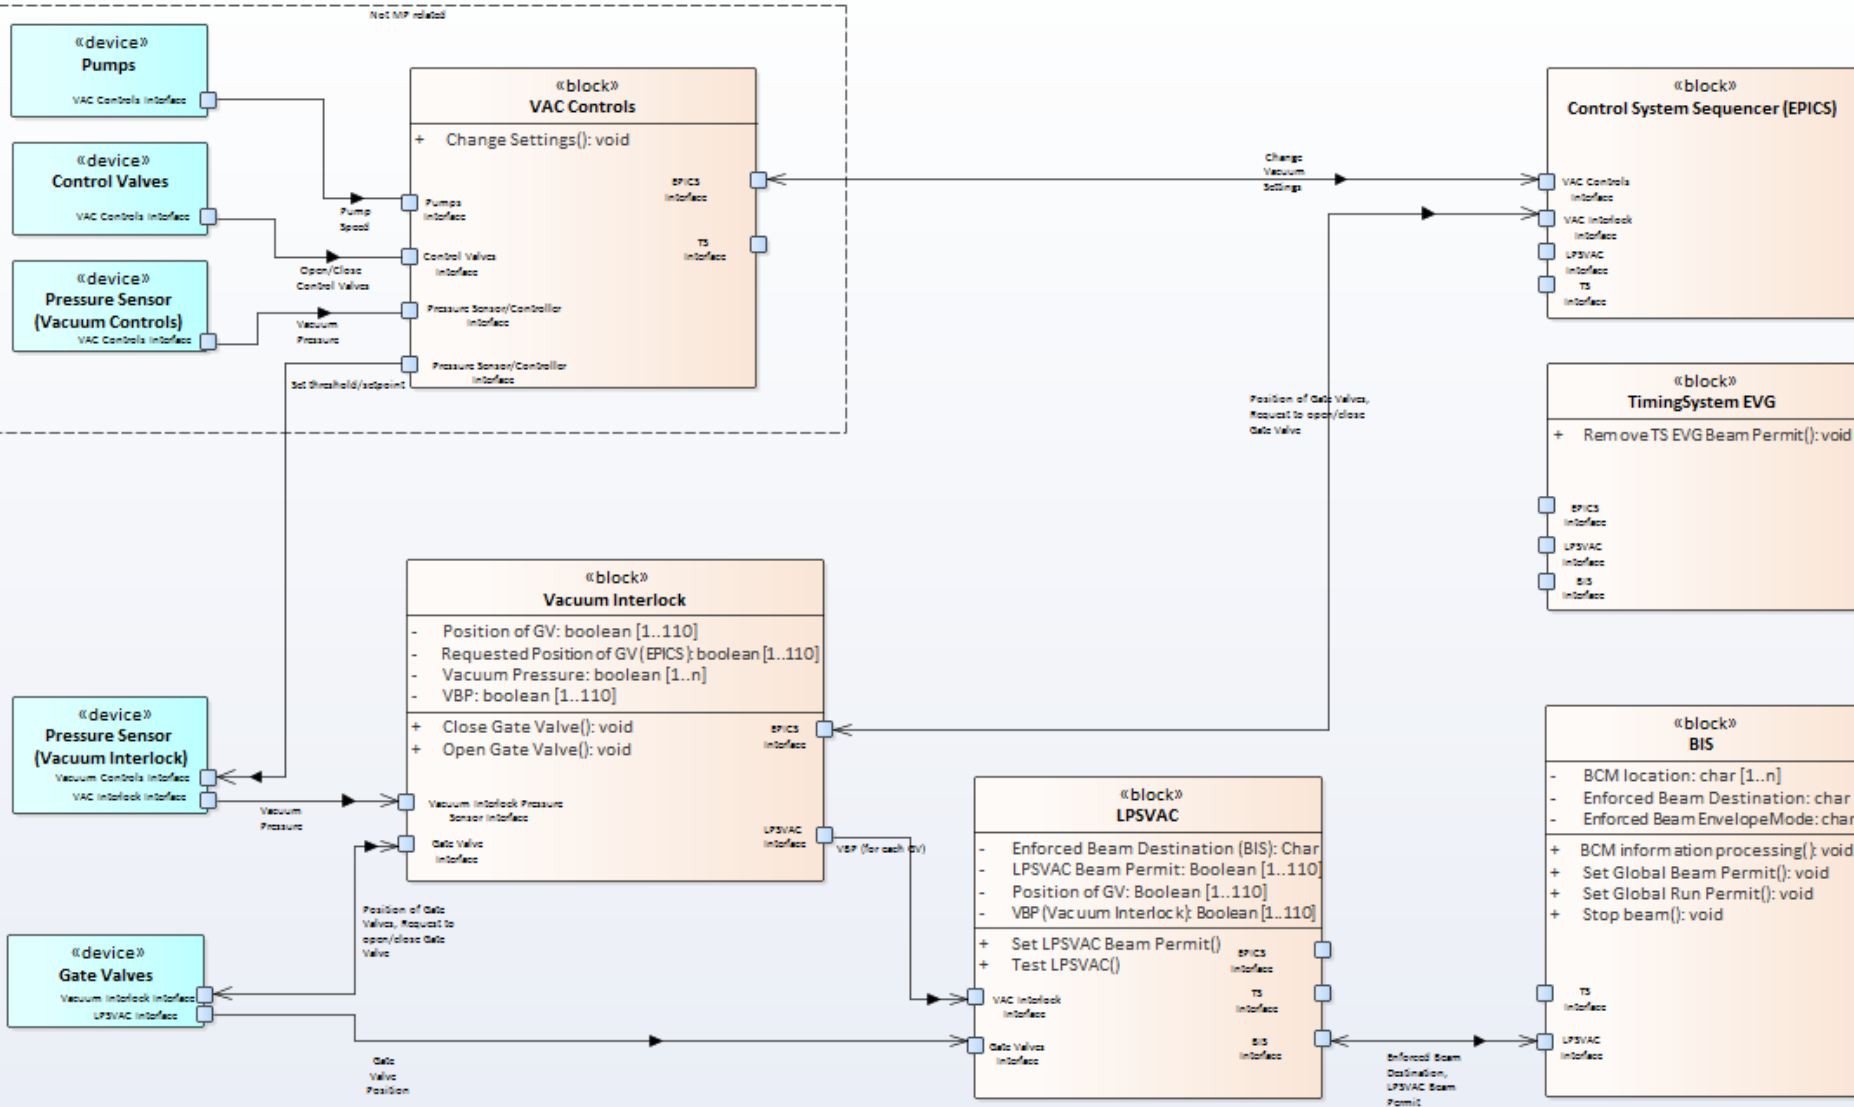 Not MP related
«device»
Pumps
VAC Controls Interface
«device»
Control Valves
VAC Controls Interface
«device»
Pressure Sensor
(Vacuum Controls)
VAC Controls Interface
Pump
Speed
Open/Close
Control Valves
Vacuum
Pressure
Set threshold/setpoint
«block»
VAC Controls
+ Change Settings(): void
EPICS
Interface
TS
Interface
Pumps
Interface
Control Valves
Interface
Pressure Sensor/Controller
Interface
Pressure Sensor/Controller
Interface
Change
Vacuum
Settings
Position of Gate Valves,
Request to open/close
Gate Valve
«block»
Control System Sequencer (EPICS)
VAC Controls
Interface
VAC Interlock
Interface
LPSVAC
Interface
TS
Interface
«block»
TimingSystem EVG
+ Remove TS EVG Beam Permit(): void
EPICS
Interface
LPSVAC
Interface
BIS
Interface
«block»
Vacuum Interlock
- Position of GV: boolean [1..110]
- Requested Position of GV (EPICS): boolean [1..110]
- Vacuum Pressure: boolean [1..n]
- VBP: boolean [1..110]
+ Close Gate Valve(): void
+ Open Gate Valve(): void
EPICS
Interface
Vacuum Interlock Pressure
Sensor Interface
Gate Valve
Interface
LPSVAC
Interface
VBP (for each GV)
«device»
Pressure Sensor
(Vacuum Interlock)
Vacuum Controls Interface
VAC Interlock Interface
Vacuum
Pressure
Position of Gate
Valves, Request to
open/close Gate
Valve
«device»
Gate Valves
Vacuum Interlock Interface
LPSVAC Interface
Gate
Valve
Position
«block»
LPSVAC
- Enforced Beam Destination (BIS): Char
- LPSVAC Beam Permit: Boolean [1..110]
- Position of GV: Boolean [1..110]
- VBP (Vacuum Interlock): Boolean [1..110]
+ Set LPSVAC Beam Permit()
+ Test LPSVAC()
EPICS
Interface
VAC Interlock
Interface
TS
Interface
Gate Valves
Interface
BIS
Interface
Enforced Beam
Destination,
LPSVAC Beam
Permit
«block»
BIS
- BCM location: char [1..n]
- Enforced Beam Destination: char
- Enforced Beam EnvelopeMode: char
+ BCM information processing(): void
+ Set Global Beam Permit(): void
+ Set Global Run Permit(): void
+ Stop beam(): void
TS
Interface
LPSVAC
Interface